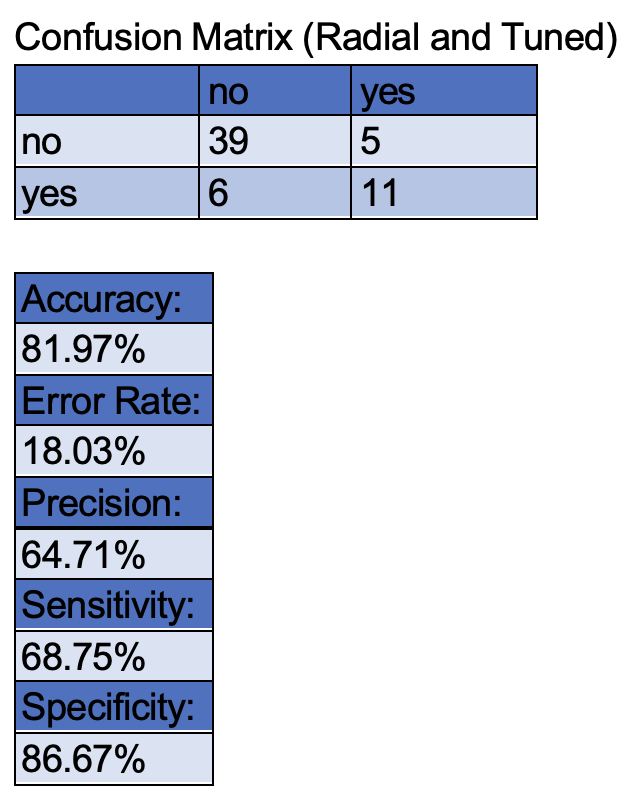 Confusion Matrix (Radial and Tuned)
no yes
no 39 5
yes 6 11
Accuracy:
81.97%
Error Rate:
18.03%
Precision:
64.71%
Sensitivity:
68.75%
Specificity:
86.67%